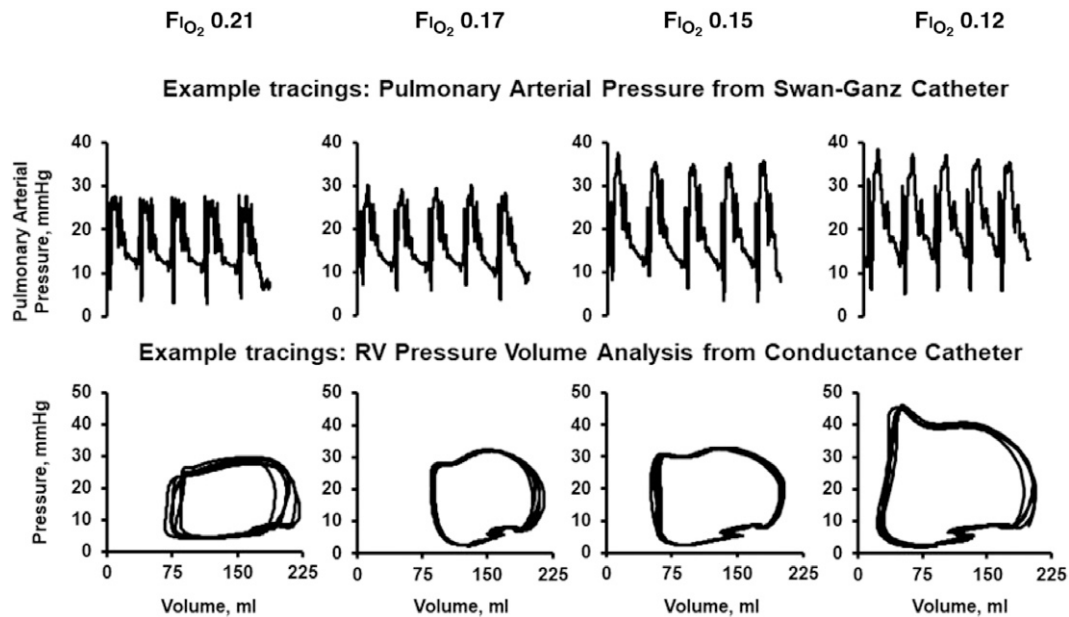 FIO2 0.21 FIO2 0.17 FIO2 0.15 FIO2 0.12
Example tracings: Pulmonary Arterial Pressure from Swan-Ganz Catheter
Pulmonary Arterial
Pressure, mmHg
40 40 40 40
30 30 30 30
20 20 20 20
10 10 10 10
0 0 0 0
Example tracings: RV Pressure Volume Analysis from Conductance Catheter
Pressure, mmHg
50 50 50 50
40 40 40 40
30 30 30 30
20 20 20 20
10 10 10 10
0 0 0 0
0 75 150 225 0 75 150 225 0 75 150 225 0 75 150 225
Volume, ml Volume, ml Volume, ml Volume, ml